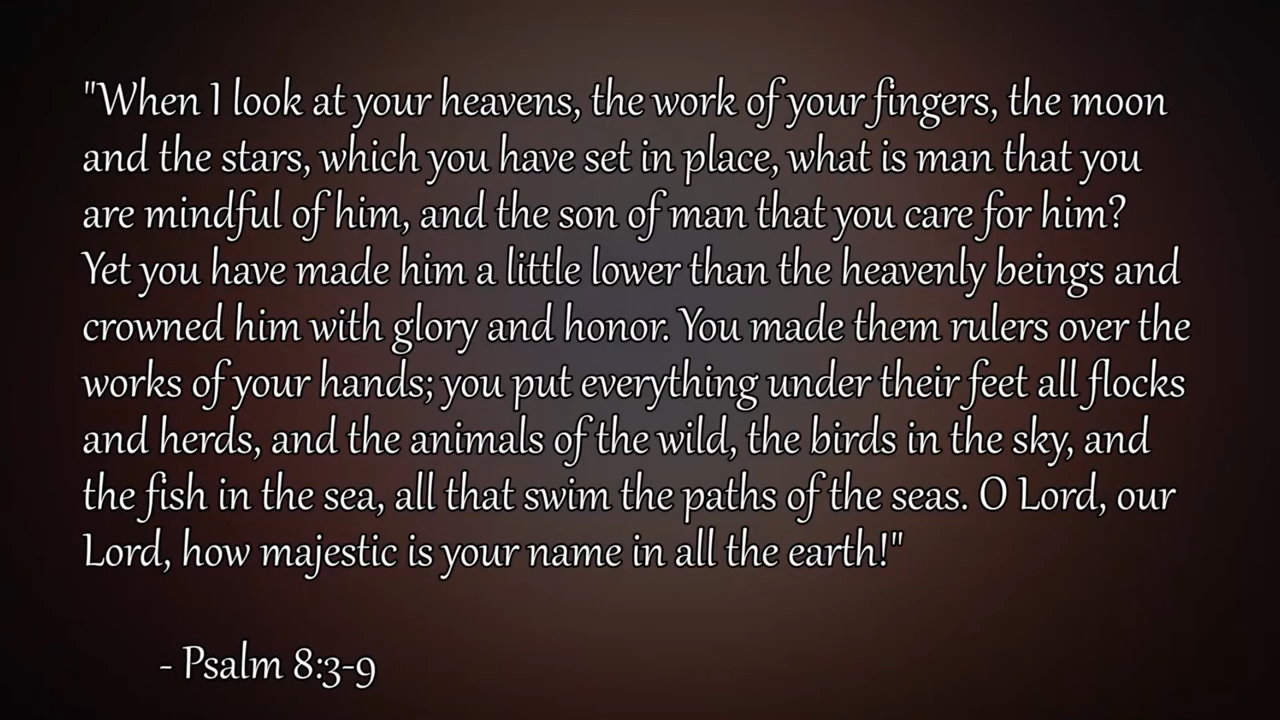 "When I look at your heavens, the work of your fingers, the moon
and the stars, which you have set in place, what is man that you
are mindful of him, and the son of man that you care for him?
Yet you have made him a little lower than the heavenly beings and
crowned him with glory and honor. You made them rulers over the
works of your hands; you put everything under their feet all flocks
and herds, and the animals of the wild, the birds in the sky, and
the fish in the sea, all that swim the paths of the seas. O Lord, our
Lord, how majestic is your name in all the earth!"
- Psalm 8:3-9